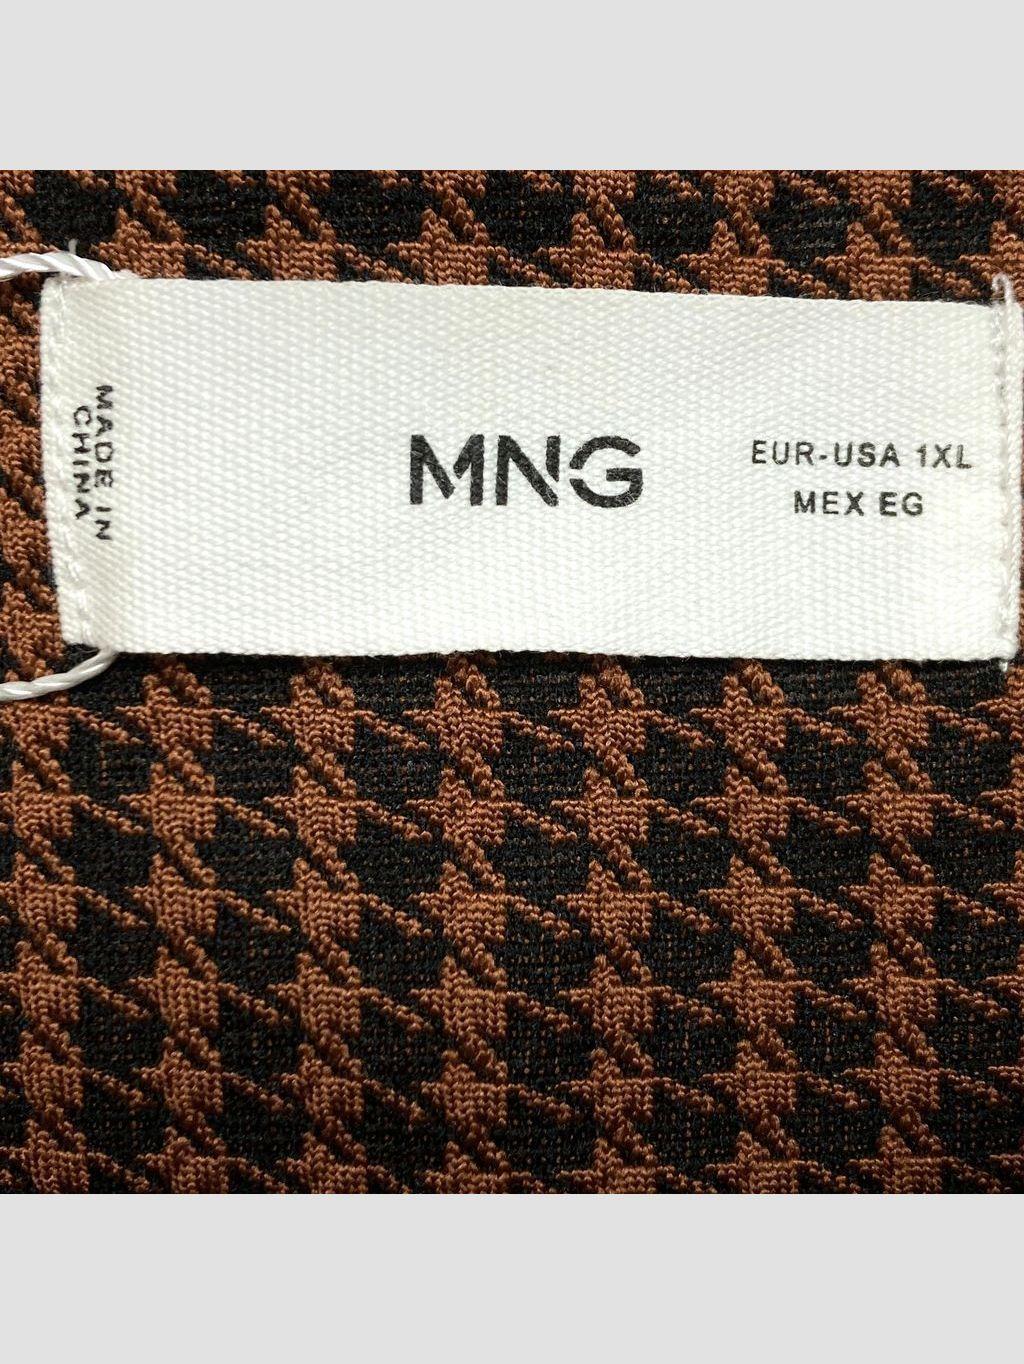 MADE IN
CHINA
MNG
EUR-USA 1XL
MEX EG